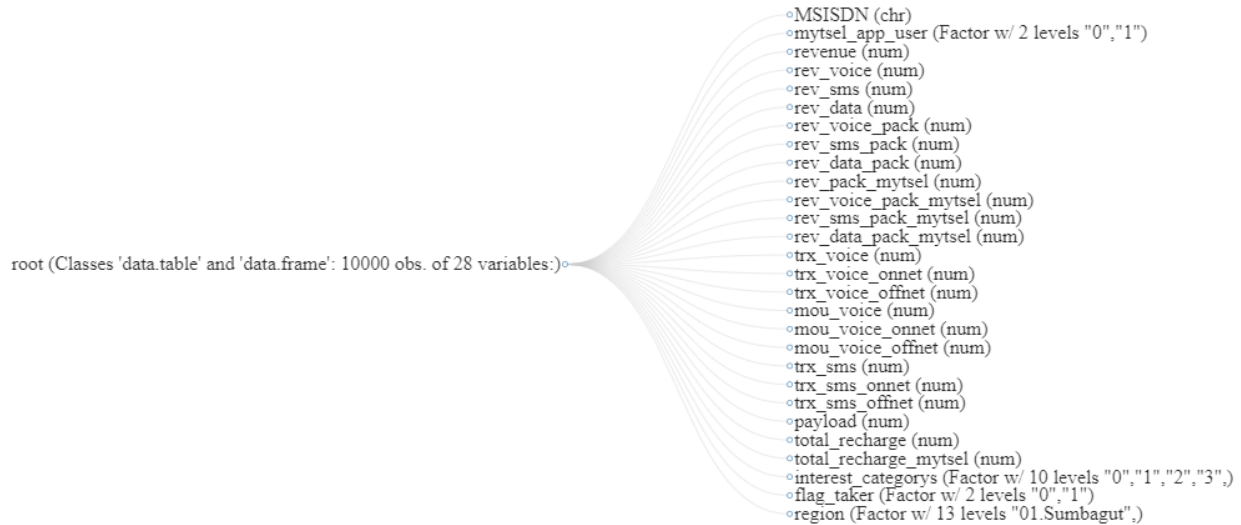 root (Classes 'data.table' and 'data.frame': 10000 obs. of 28 variables:)
MSISDN (chr)
mytsel_app_user (Factor w/ 2 levels "0","1")
revenue (num)
rev_voice (num)
rev_sms (num)
rev_data (num)
rev_voice_pack (num)
rev_sms_pack (num)
rev_data_pack (num)
rev_pack_mytsel (num)
rev_voice_pack_mytsel (num)
rev_sms_pack_mytsel (num)
rev_data_pack_mytsel (num)
trx_voice (num)
trx_voice_onnet (num)
trx_voice_offnet (num)
mou_voice (num)
mou_voice_onnet (num)
mou_voice_offnet (num)
trx_sms (num)
trx_sms_onnet (num)
trx_sms_offnet (num)
payload (num)
total_recharge (num)
total_recharge_mytsel (num)
interest_categorys (Factor w/ 10 levels "0","1","2","3",)
flag_taker (Factor w/ 2 levels "0","1")
region (Factor w/ 13 levels "01.Sumbagut",)